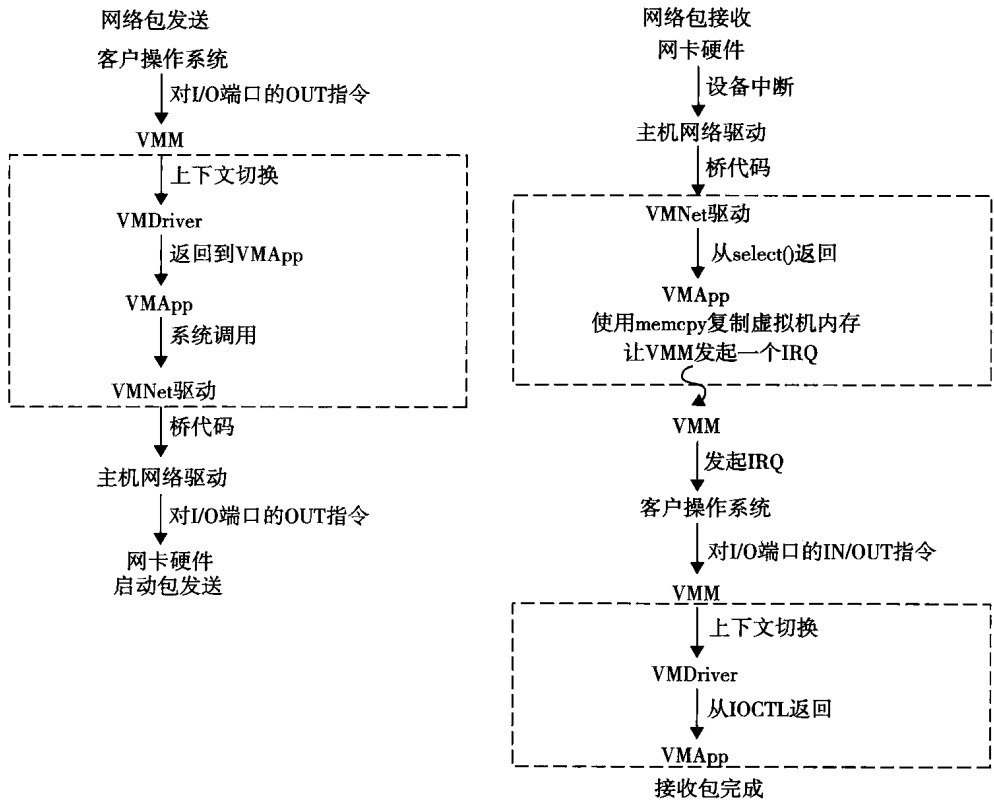 网络包发送
客户操作系统
对I/O端口的OUT指令
VMM
上下文切换
VMDriver
返回到VMApp
VMApp
系统调用
VMNet驱动
桥代码
主机网络驱动
对I/O端口的OUT指令
网卡硬件
启动包发送
网络包接收
网卡硬件
设备中断
主机网络驱动
桥代码
VMNet驱动
从select()返回
VMApp
使用memcpy复制虚拟机内存
让VMM发起一个IRQ
VMM
发起IRQ
客户操作系统
对I/O端口的IN/OUT指令
VMM
上下文切换
VMDriver
从IOCTL返回
VMApp
接收包完成